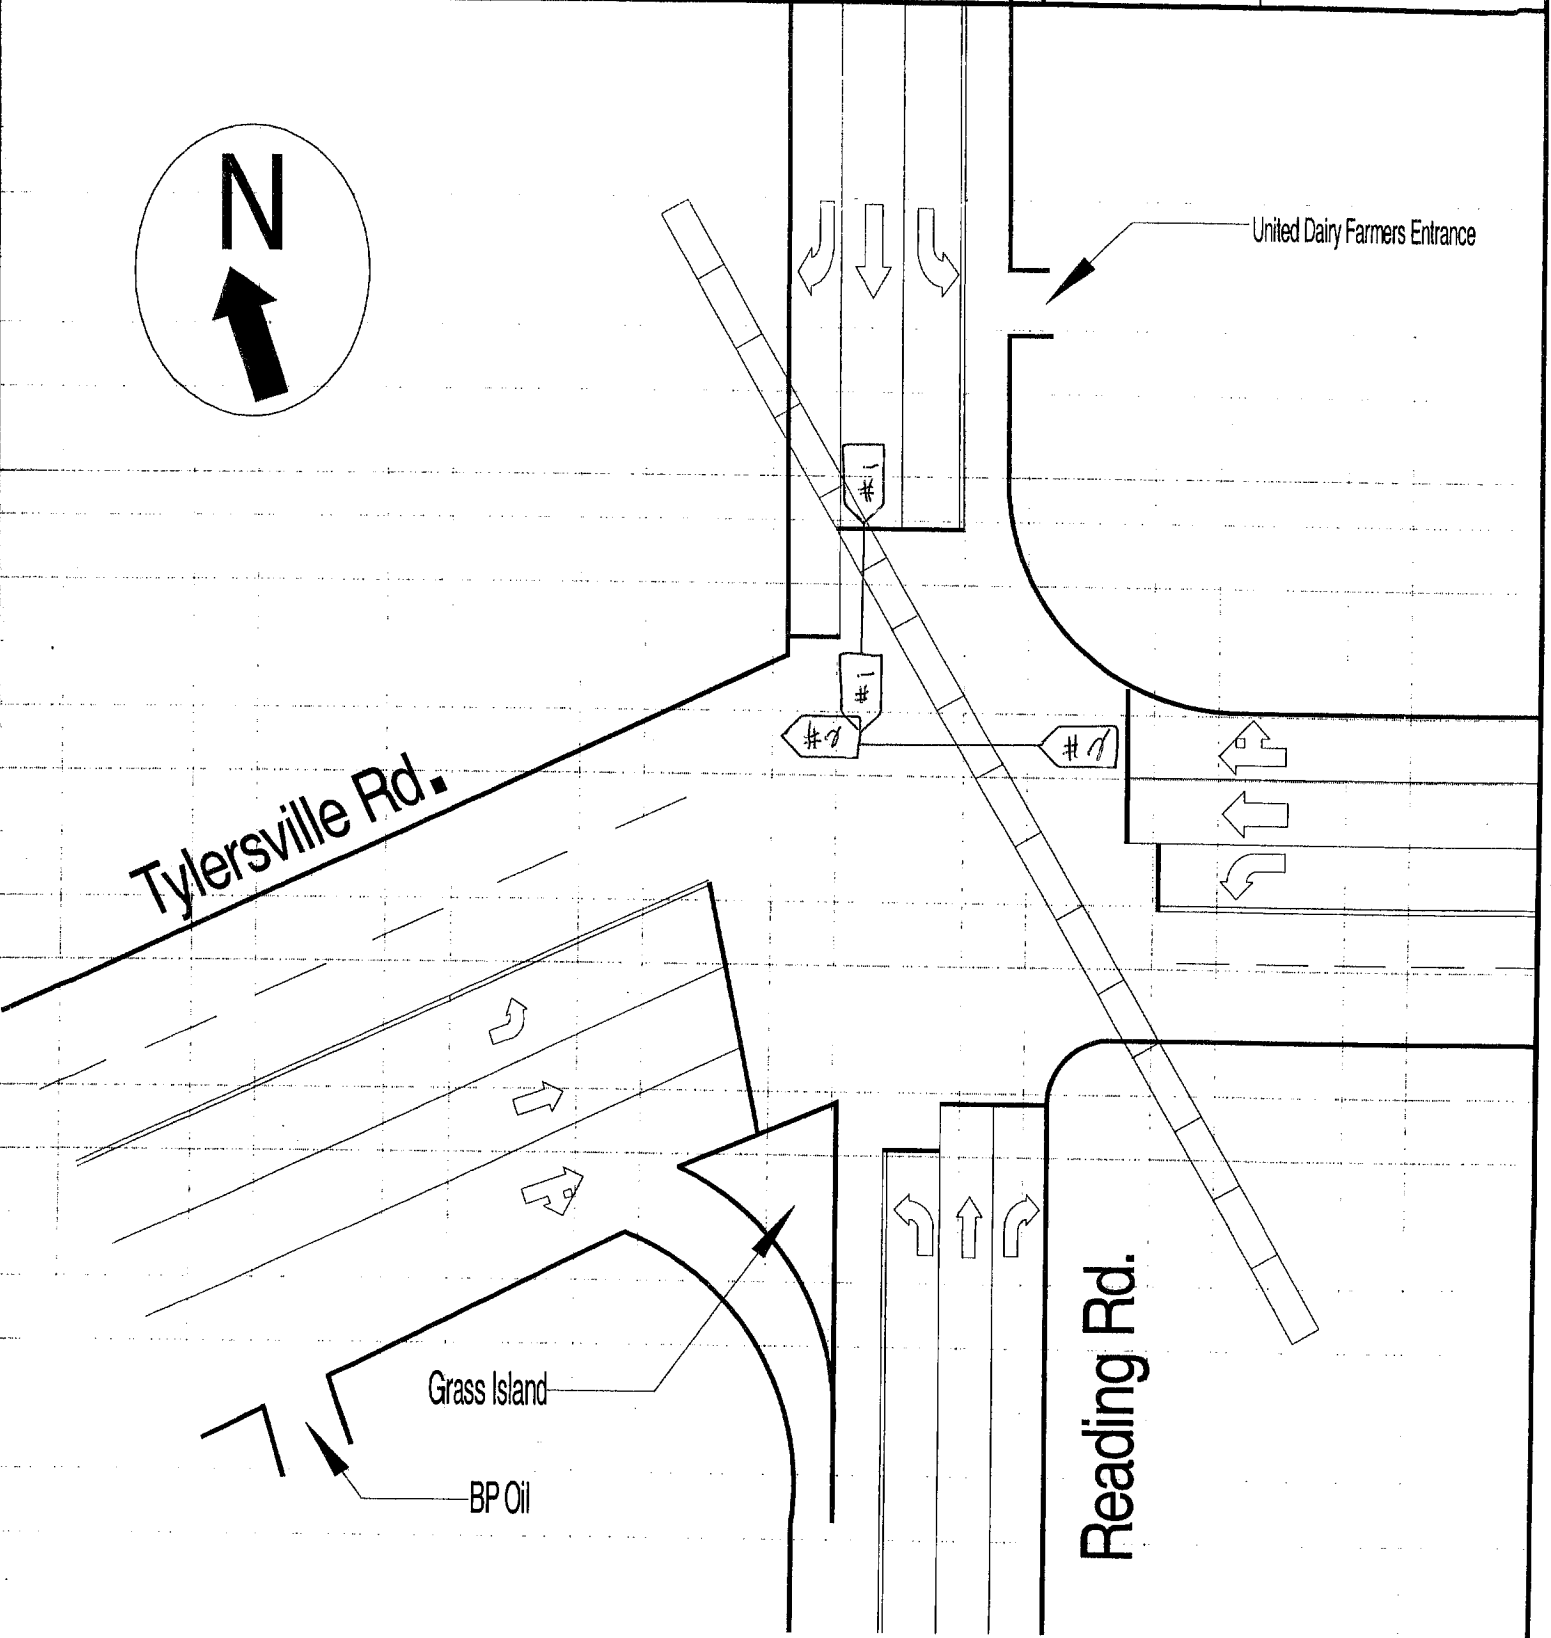 N
United Dairy Farmers Entrance
#1
#1
#2
#2
Tylersville Rd.
Grass Island
BP Oil
Reading Rd.